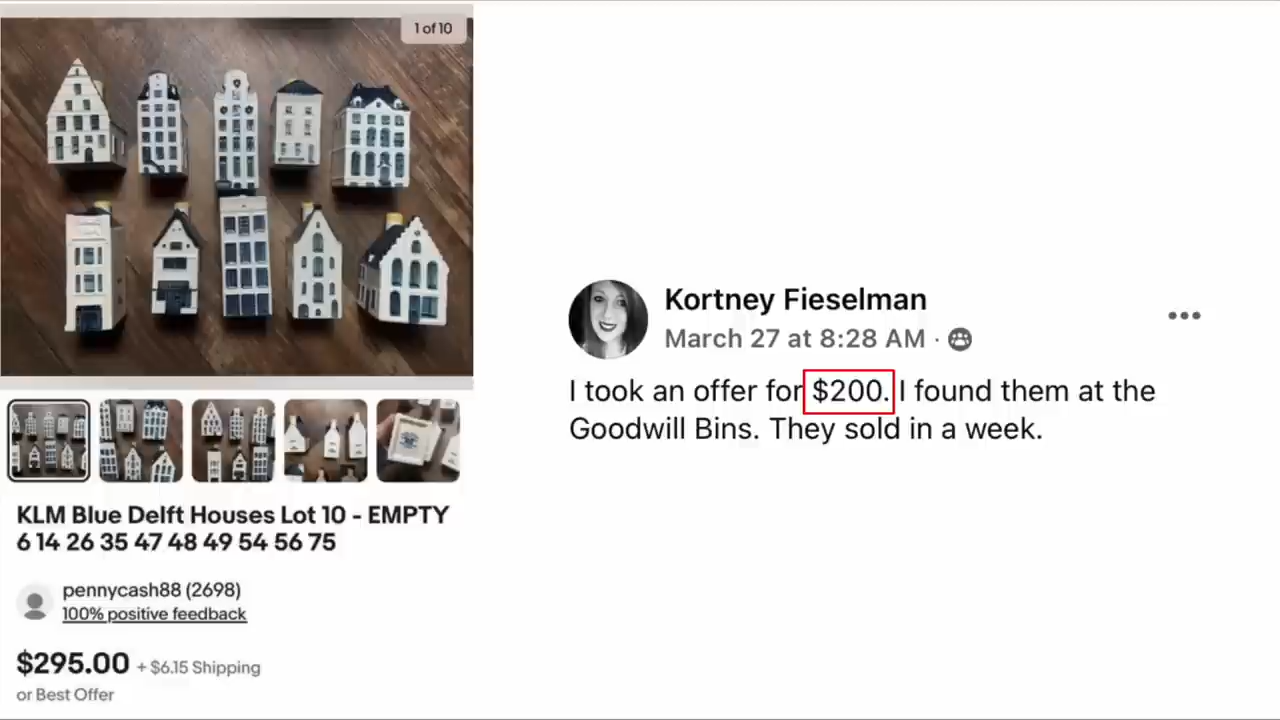 1 of 10
KLM Blue Delft Houses Lot 10 - EMPTY
6 14 26 35 47 48 49 54 56 75
pennycash88 (2698)
100% positive feedback
$295.00 + $6.15 Shipping
or Best Offer
Kortney Fieselman
March 27 at 8:28 AM ·
I took an offer for $200. I found them at the
Goodwill Bins. They sold in a week.